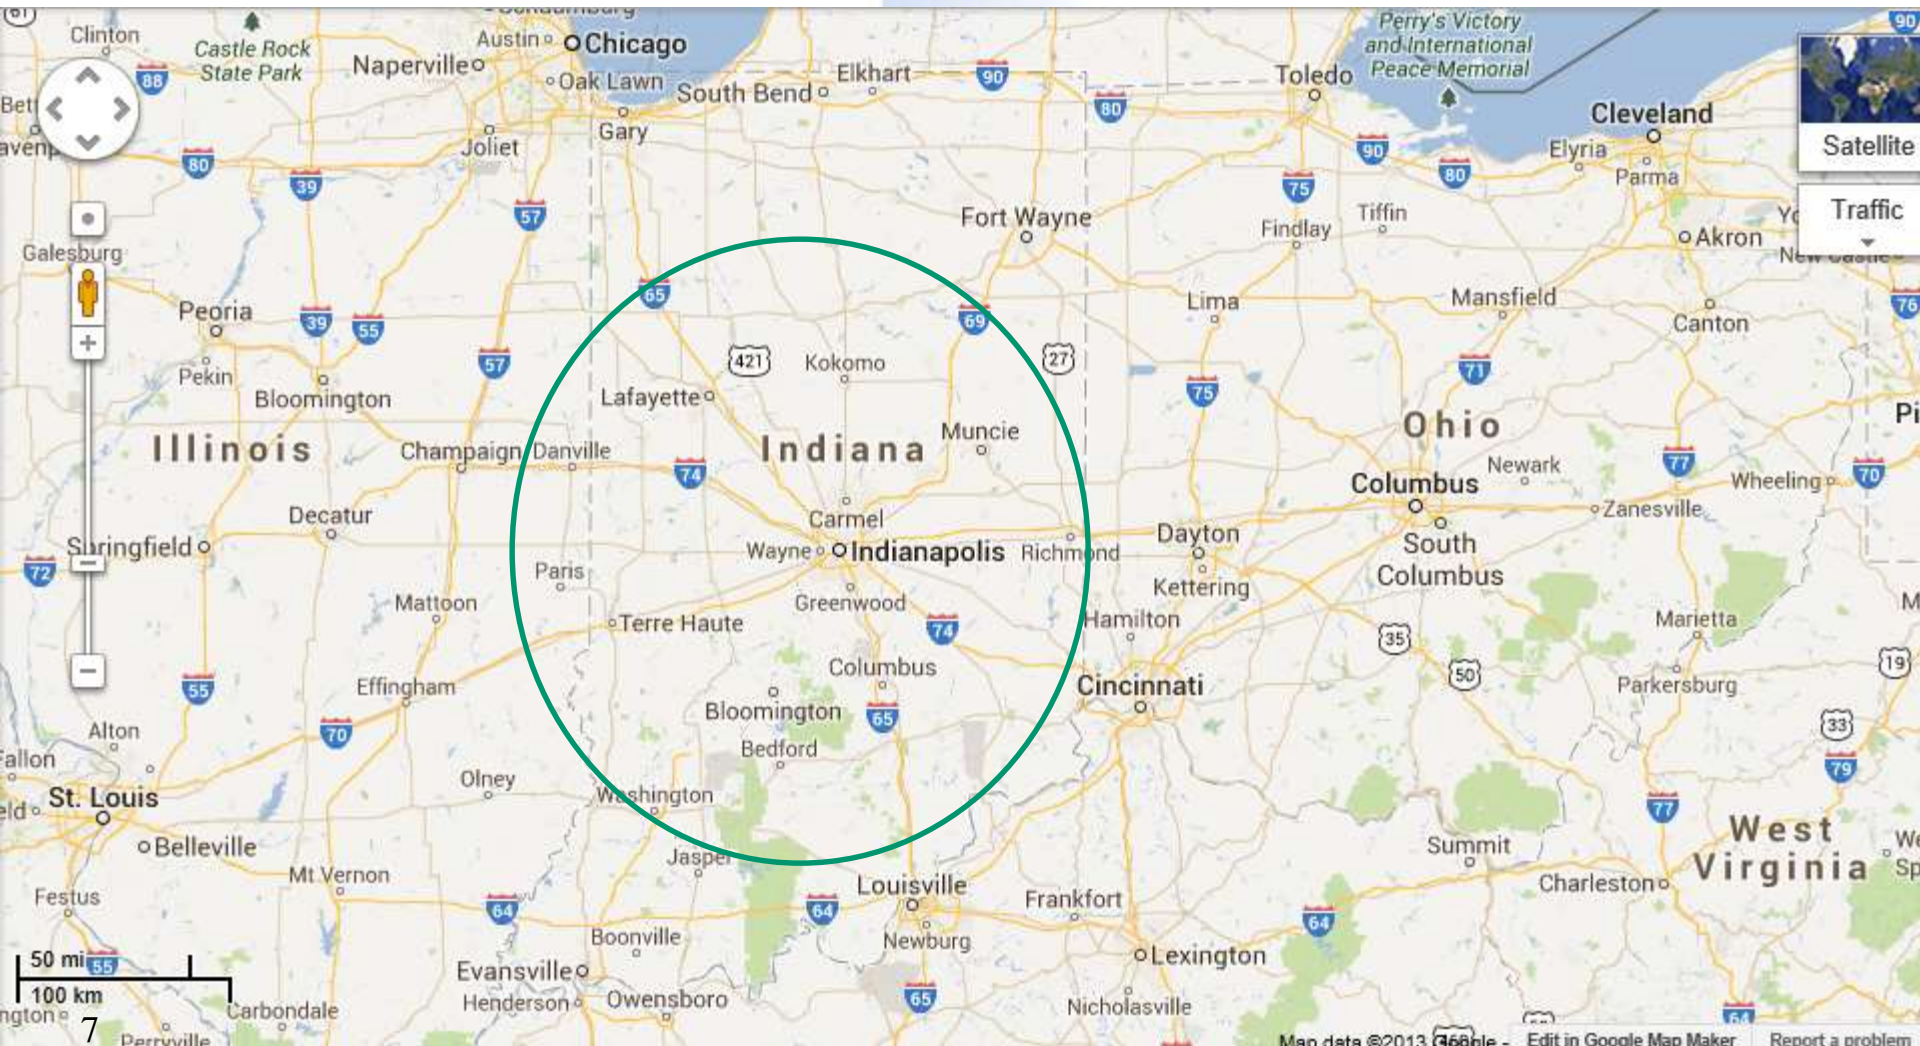 61
Clinton
Castle Rock
State Park
88
Naperville
Austin
Chicago
Oak Lawn
South Bend
Elkhart
90
80
Toledo
Perry's Victory
and International
Peace Memorial
90
Cleveland
Satellite
Gary
Joliet
80
39
57
75
90
80
Elyria
Parma
Traffic
Galesburg
Fort Wayne
Findlay
Tiffin
Akron
65
69
Lima
Mansfield
Canton
76
Peoria
39
55
57
Pekin
Bloomington
421
Kokomo
27
75
71
Lafayette
Muncie
Illinois
Indiana
Ohio
Champaign
Danville
74
Columbus
Newark
77
Wheeling
70
Decatur
Carmel
Zanesville
Springfield
Wayne
Indianapolis
Richmond
Dayton
South
Columbus
72
Paris
Kettering
Mattoon
Greenwood
Terre Haute
74
Hamilton
35
Marietta
50
19
Columbus
55
Effingham
Cincinnati
Parkersburg
70
Bloomington
65
33
Alton
Bedford
79
St. Louis
Olney
Washington
77
West
Virginia
Belleville
Jasper
Summit
Mt Vernon
Louisville
Charleston
Festus
64
64
Frankfort
64
Boonville
Newburg
Lexington
50 mi
55
Evansville
100 km
Henderson
Owensboro
65
Nicholasville
Carbondale
64
7
Perryville
Map data ©2013 Google -
Edit in Google Map Maker
Report a problem